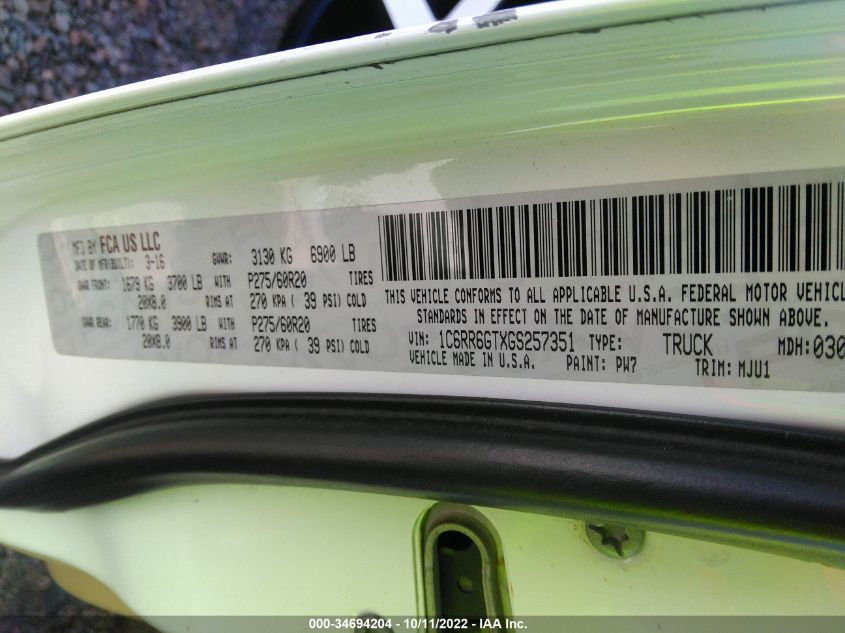 MFD BY FCA US LLC
DATE OF MFR(BUILT): 3-16 GVWR: 3130 KG 6900 LB
GAWR FRONT: 1679 KG 3700 LB WITH P275/60R20 TIRES
20X8.0 RIMS AT 270 KPA ( 39 PSI) COLD
GAWR REAR: 1770 KG 3900 LB WITH P275/60R20 TIRES
20X8.0 RIMS AT 270 KPA ( 39 PSI) COLD
THIS VEHICLE CONFORMS TO ALL APPLICABLE U.S.A. FEDERAL MOTOR VEHICL
STANDARDS IN EFFECT ON THE DATE OF MANUFACTURE SHOWN ABOVE.
VIN: 1C6RR6GTXGS257351 TYPE: TRUCK MDH:030
VEHICLE MADE IN U.S.A. PAINT: PW7 TRIM: MJU1
000-34694204 - 10/11/2022 - IAA Inc.